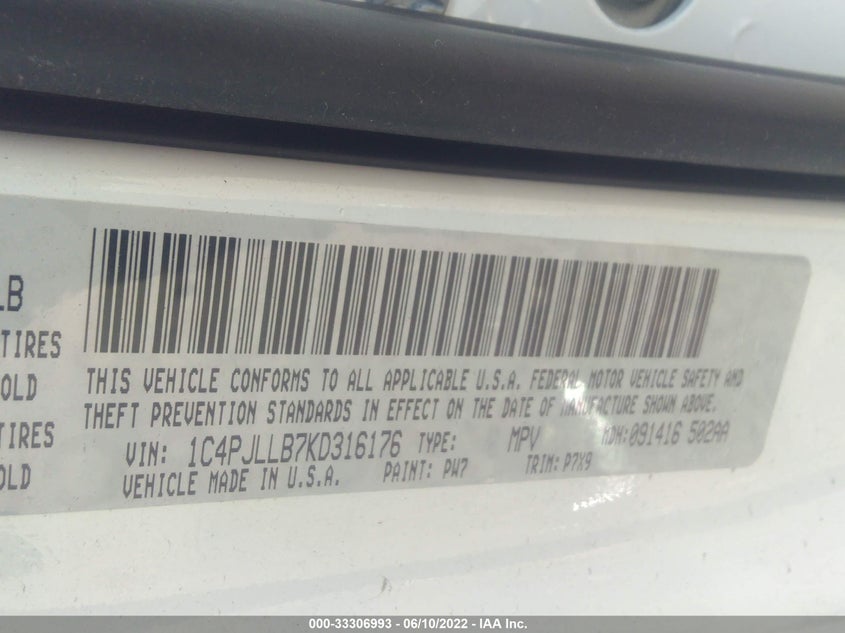 LB
TIRES
OLD
TIRES
OLD
THIS VEHICLE CONFORMS TO ALL APPLICABLE U.S.A. FEDERAL MOTOR VEHICLE SAFETY AND
THEFT PREVENTION STANDARDS IN EFFECT ON THE DATE OF MANUFACTURE SHOWN ABOVE.
VIN: 1C4PJLLB7KD316176 TYPE: MPV MDH:091416 502AA
VEHICLE MADE IN U.S.A. PAINT: PW7 TRIM: P7X9
000-33306993 - 06/10/2022 - IAA Inc.